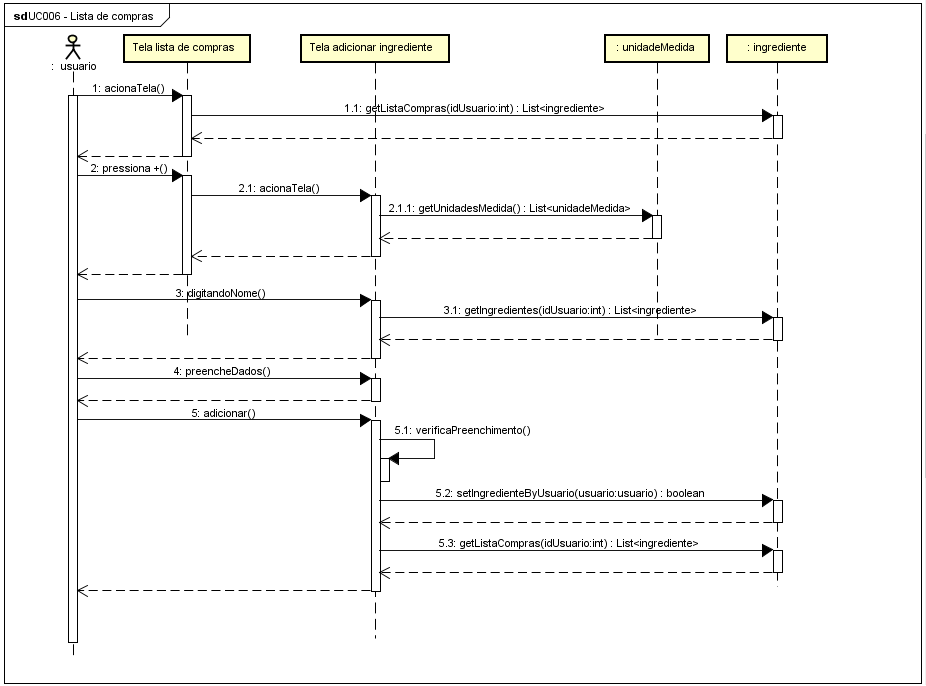 sd UC006 - Lista de compras
: usuario
Tela lista de compras
Tela adicionar ingrediente
: unidadeMedida
: ingrediente
1: acionaTela()
1.1: getListaCompras(idUsuario:int) : List<ingrediente>
2: pressiona +()
2.1: acionaTela()
2.1.1: getUnidadesMedida() : List<unidadeMedida>
3: digitandoNome()
3.1: getIngredientes(idUsuario:int) : List<ingrediente>
4: preencheDados()
5: adicionar()
5.1: verificaPreenchimento()
5.2: setIngredienteByUsuario(usuario:usuario) : boolean
5.3: getListaCompras(idUsuario:int) : List<ingrediente>